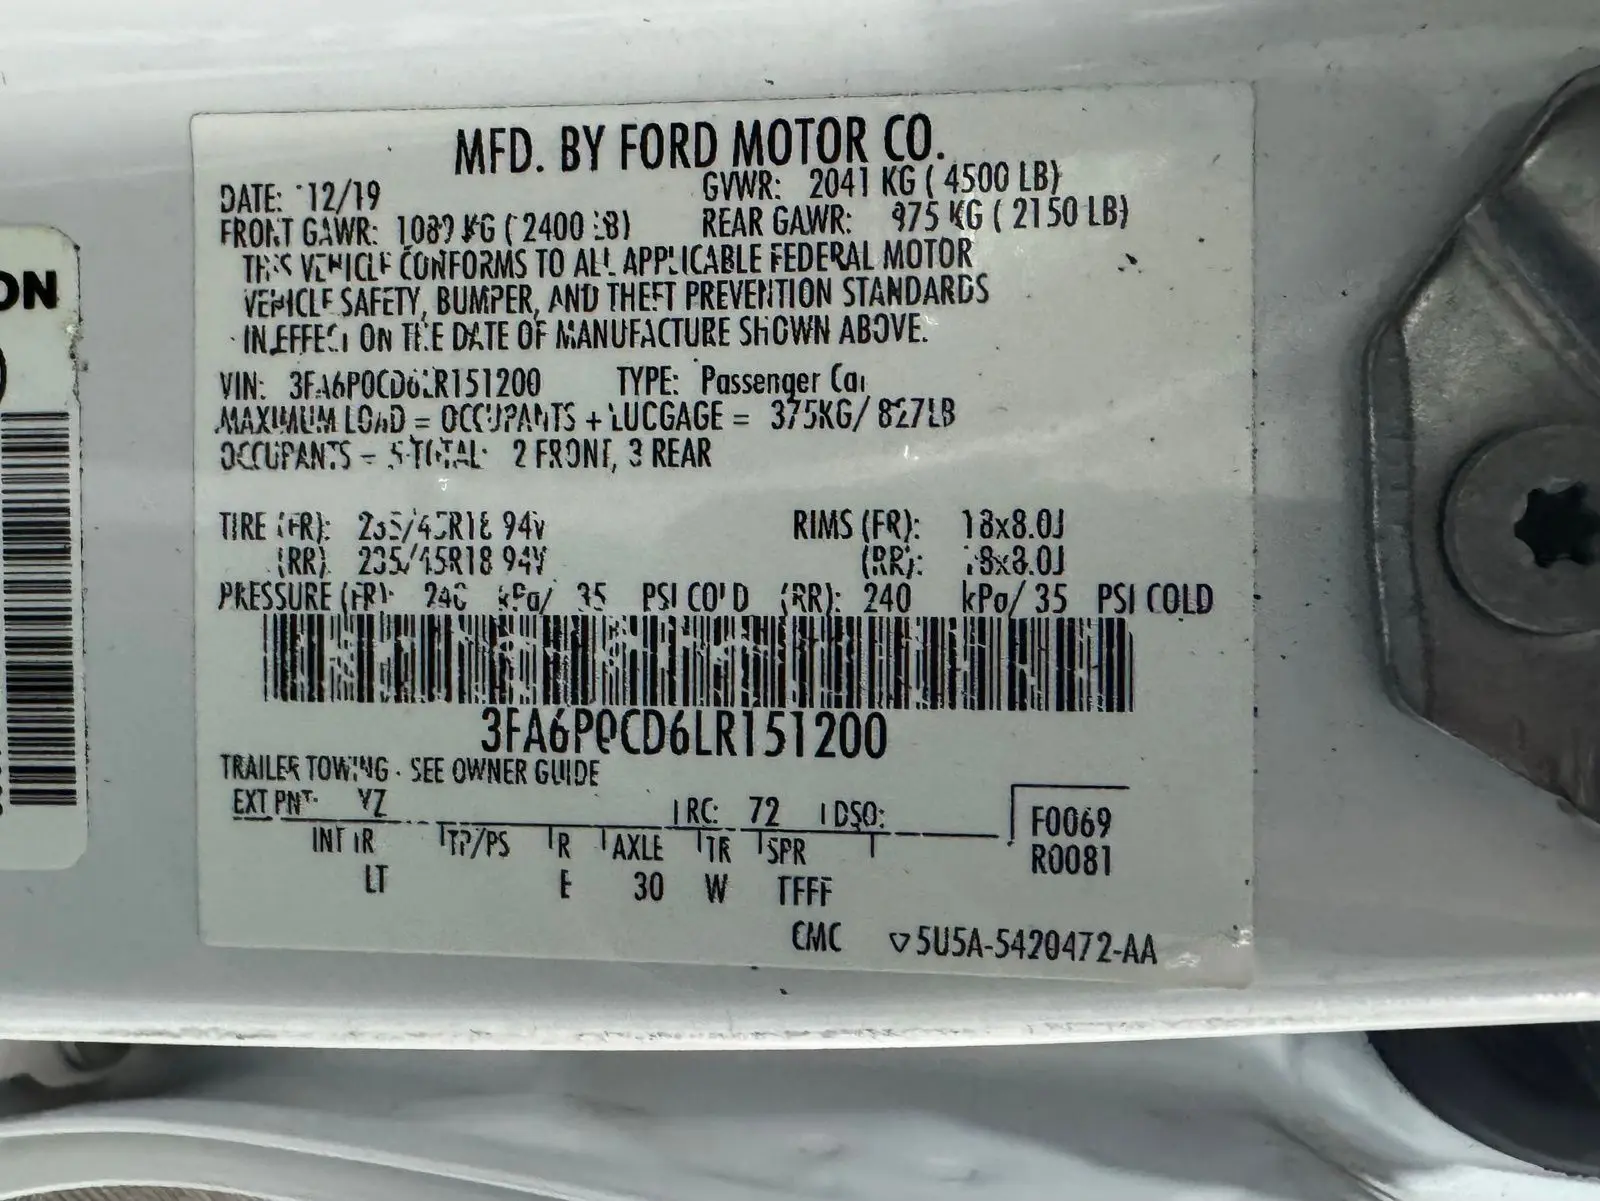 ON
MFD. BY FORD MOTOR CO.
DATE: 12/19 GVWR: 2041 KG ( 4500 LB)
FRONT GAWR: 1089 KG ( 2400 LB) REAR GAWR: 975 KG ( 2150 LB)
THIS VEHICLE CONFORMS TO ALL APPLICABLE FEDERAL MOTOR
VEHICLE SAFETY, BUMPER, AND THEFT PREVENTION STANDARDS
IN EFFECT ON THE DATE OF MANUFACTURE SHOWN ABOVE.
VIN: 3FA6P0CD6LR151200 TYPE: Passenger Car
MAXIMUM LOAD = OCCUPANTS + LUGGAGE = 375KG/ 827LB
OCCUPANTS = 5 TOTAL: 2 FRONT, 3 REAR
TIRE (FR): 235/45R18 94V RIMS (FR): 18x8.0J
(RR): 235/45R18 94V (RR): 18x8.0J
PRESSURE (FR): 240 kPa/ 35 PSI COLD (RR): 240 kPa/ 35 PSI COLD
3FA6P0CD6LR151200
TRAILER TOWING - SEE OWNER GUIDE
EXT PNT: YZ RC: 72 DSO:
INT TR TP/PS R AXLE TR SPR
LT E 30 W TFFF
F0069
R0081
CMC ▽5U5A-5420472-AA